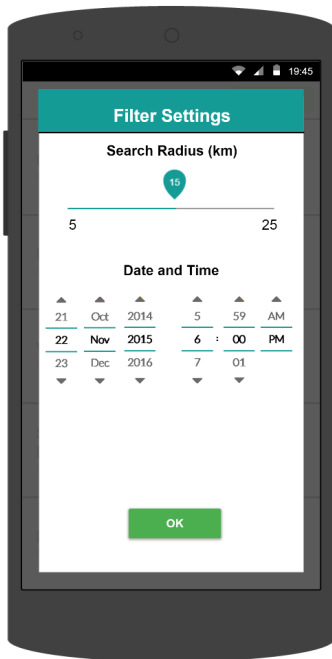 19:45
Filter Settings
Search Radius (km)
15
5 25
Date and Time
21 Oct 2014 5 59 AM
22 Nov 2015 6 : 00 PM
23 Dec 2016 7 01
OK